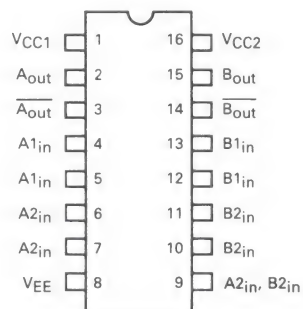 VCC1 1 16 VCC2
Aout 2 15 Bout
Aout 3 14 Bout
A1in 4 13 B1in
A1in 5 12 B1in
A2in 6 11 B2in
A2in 7 10 B2in
VEE 8 9 A2in, B2in